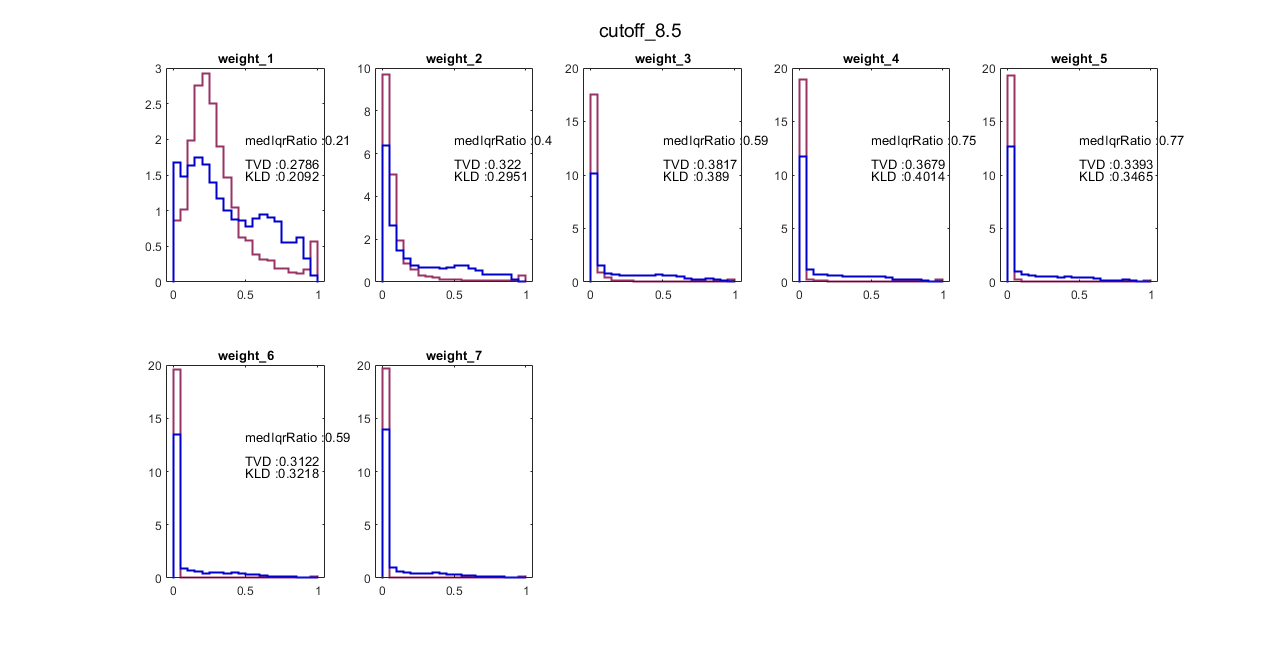 cutoff_8.5
weight_1
3
2.5
2
1.5
1
0.5
0
0 0.5 1
medIqrRatio :0.21
TVD :0.2786
KLD :0.2092
weight_2
10
8
6
4
2
0
0 0.5 1
medIqrRatio :0.4
TVD :0.322
KLD :0.2951
weight_3
20
15
10
5
0
0 0.5 1
medIqrRatio :0.59
TVD :0.3817
KLD :0.389
weight_4
20
15
10
5
0
0 0.5 1
medIqrRatio :0.75
TVD :0.3679
KLD :0.4014
weight_5
20
15
10
5
0
0 0.5 1
medIqrRatio :0.77
TVD :0.3393
KLD :0.3465
weight_6
20
15
10
5
0
0 0.5 1
medIqrRatio :0.59
TVD :0.3122
KLD :0.3218
weight_7
20
15
10
5
0
0 0.5 1